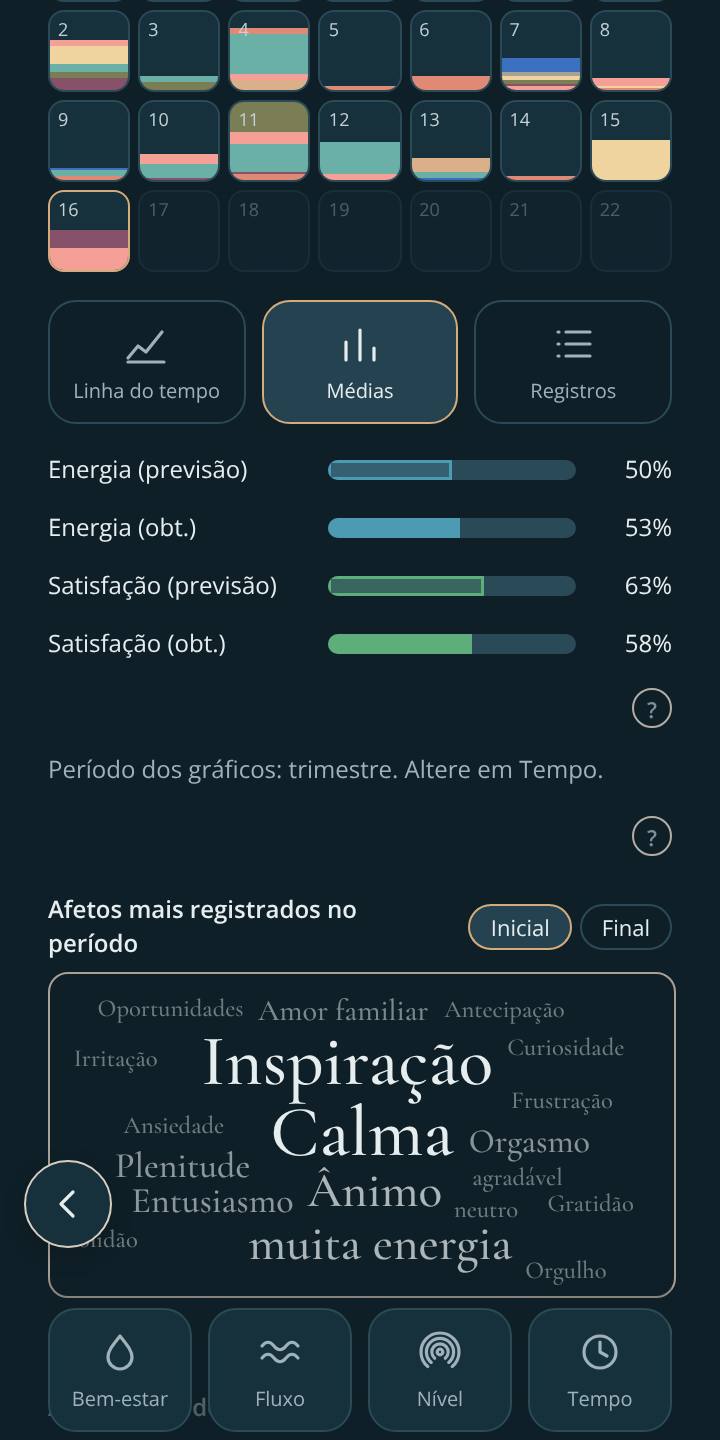 2 3 4 5 6 7 8
9 10 11 12 13 14 15
16 17 18 19 20 21 22
Linha do tempo Médias Registros
Energia (previsão) 50%
Energia (obt.) 53%
Satisfação (previsão) 63%
Satisfação (obt.) 58%
?
Período dos gráficos: trimestre. Altere em Tempo.
?
Afetos mais registrados no
período
Inicial Final
Oportunidades Amor familiar Antecipação
Irritação Inspiração Curiosidade
Frustração
Ansiedade Calma Orgasmo
Plenitude agradável
Entusiasmo Ânimo neutro Gratidão
muita energia
Orgulho
Bem-estar Fluxo Nível Tempo